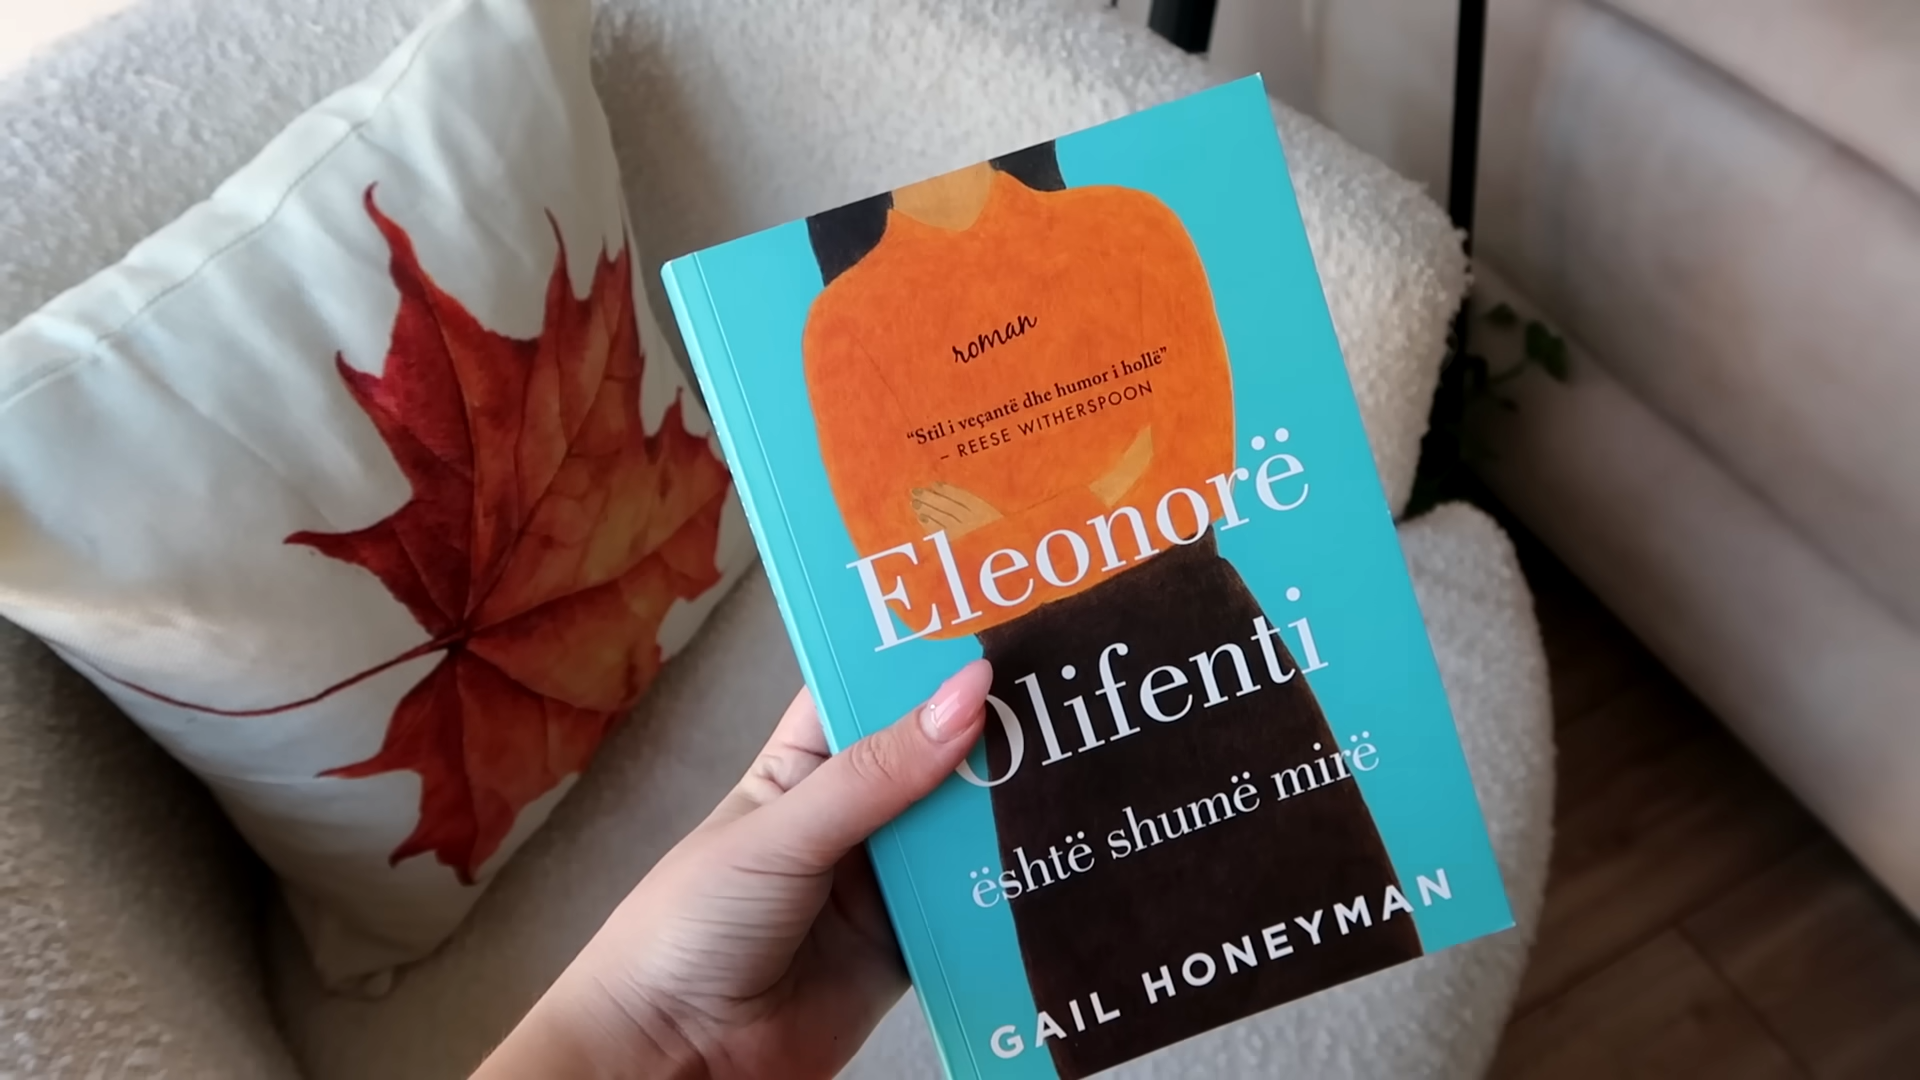 roman
“Stil i veçantë dhe humor i hollë”
– REESE WITHERSPOON
Eleonorë
Olifenti
është shumë mirë
GAIL HONEYMAN